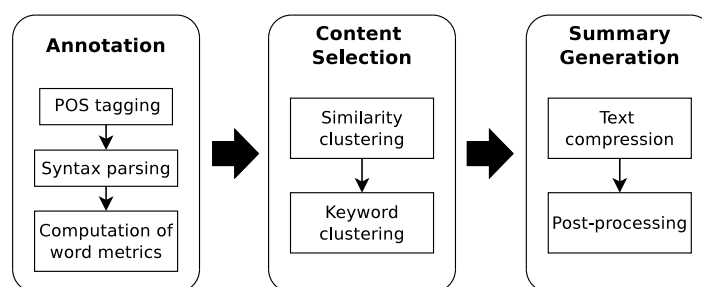 Annotation
POS tagging
Syntax parsing
Computation of
word metrics
Content
Selection
Similarity
clustering
Keyword
clustering
Summary
Generation
Text
compression
Post-processing